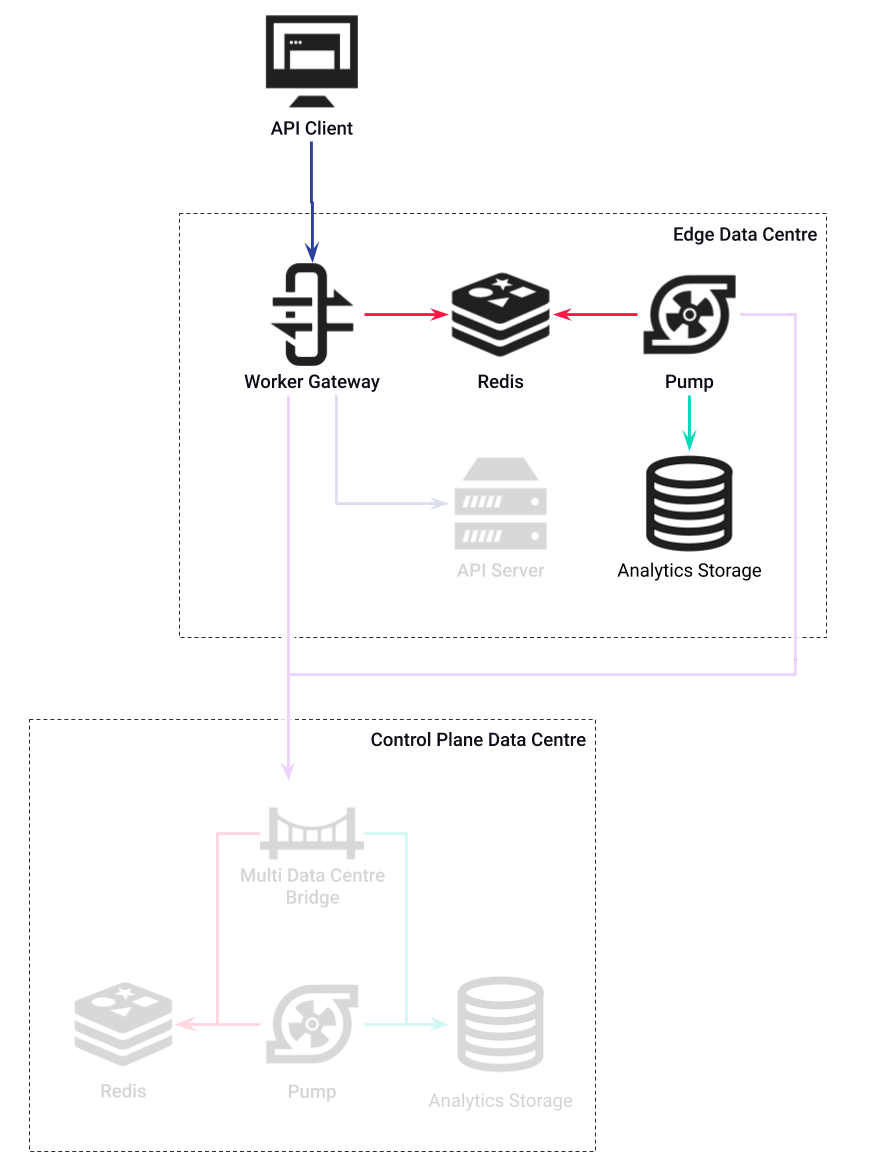 API Client
Edge Data Centre
Worker Gateway
Redis
Pump
API Server
Analytics Storage
Control Plane Data Centre
Multi Data Centre
Bridge
Redis
Pump
Analytics Storage